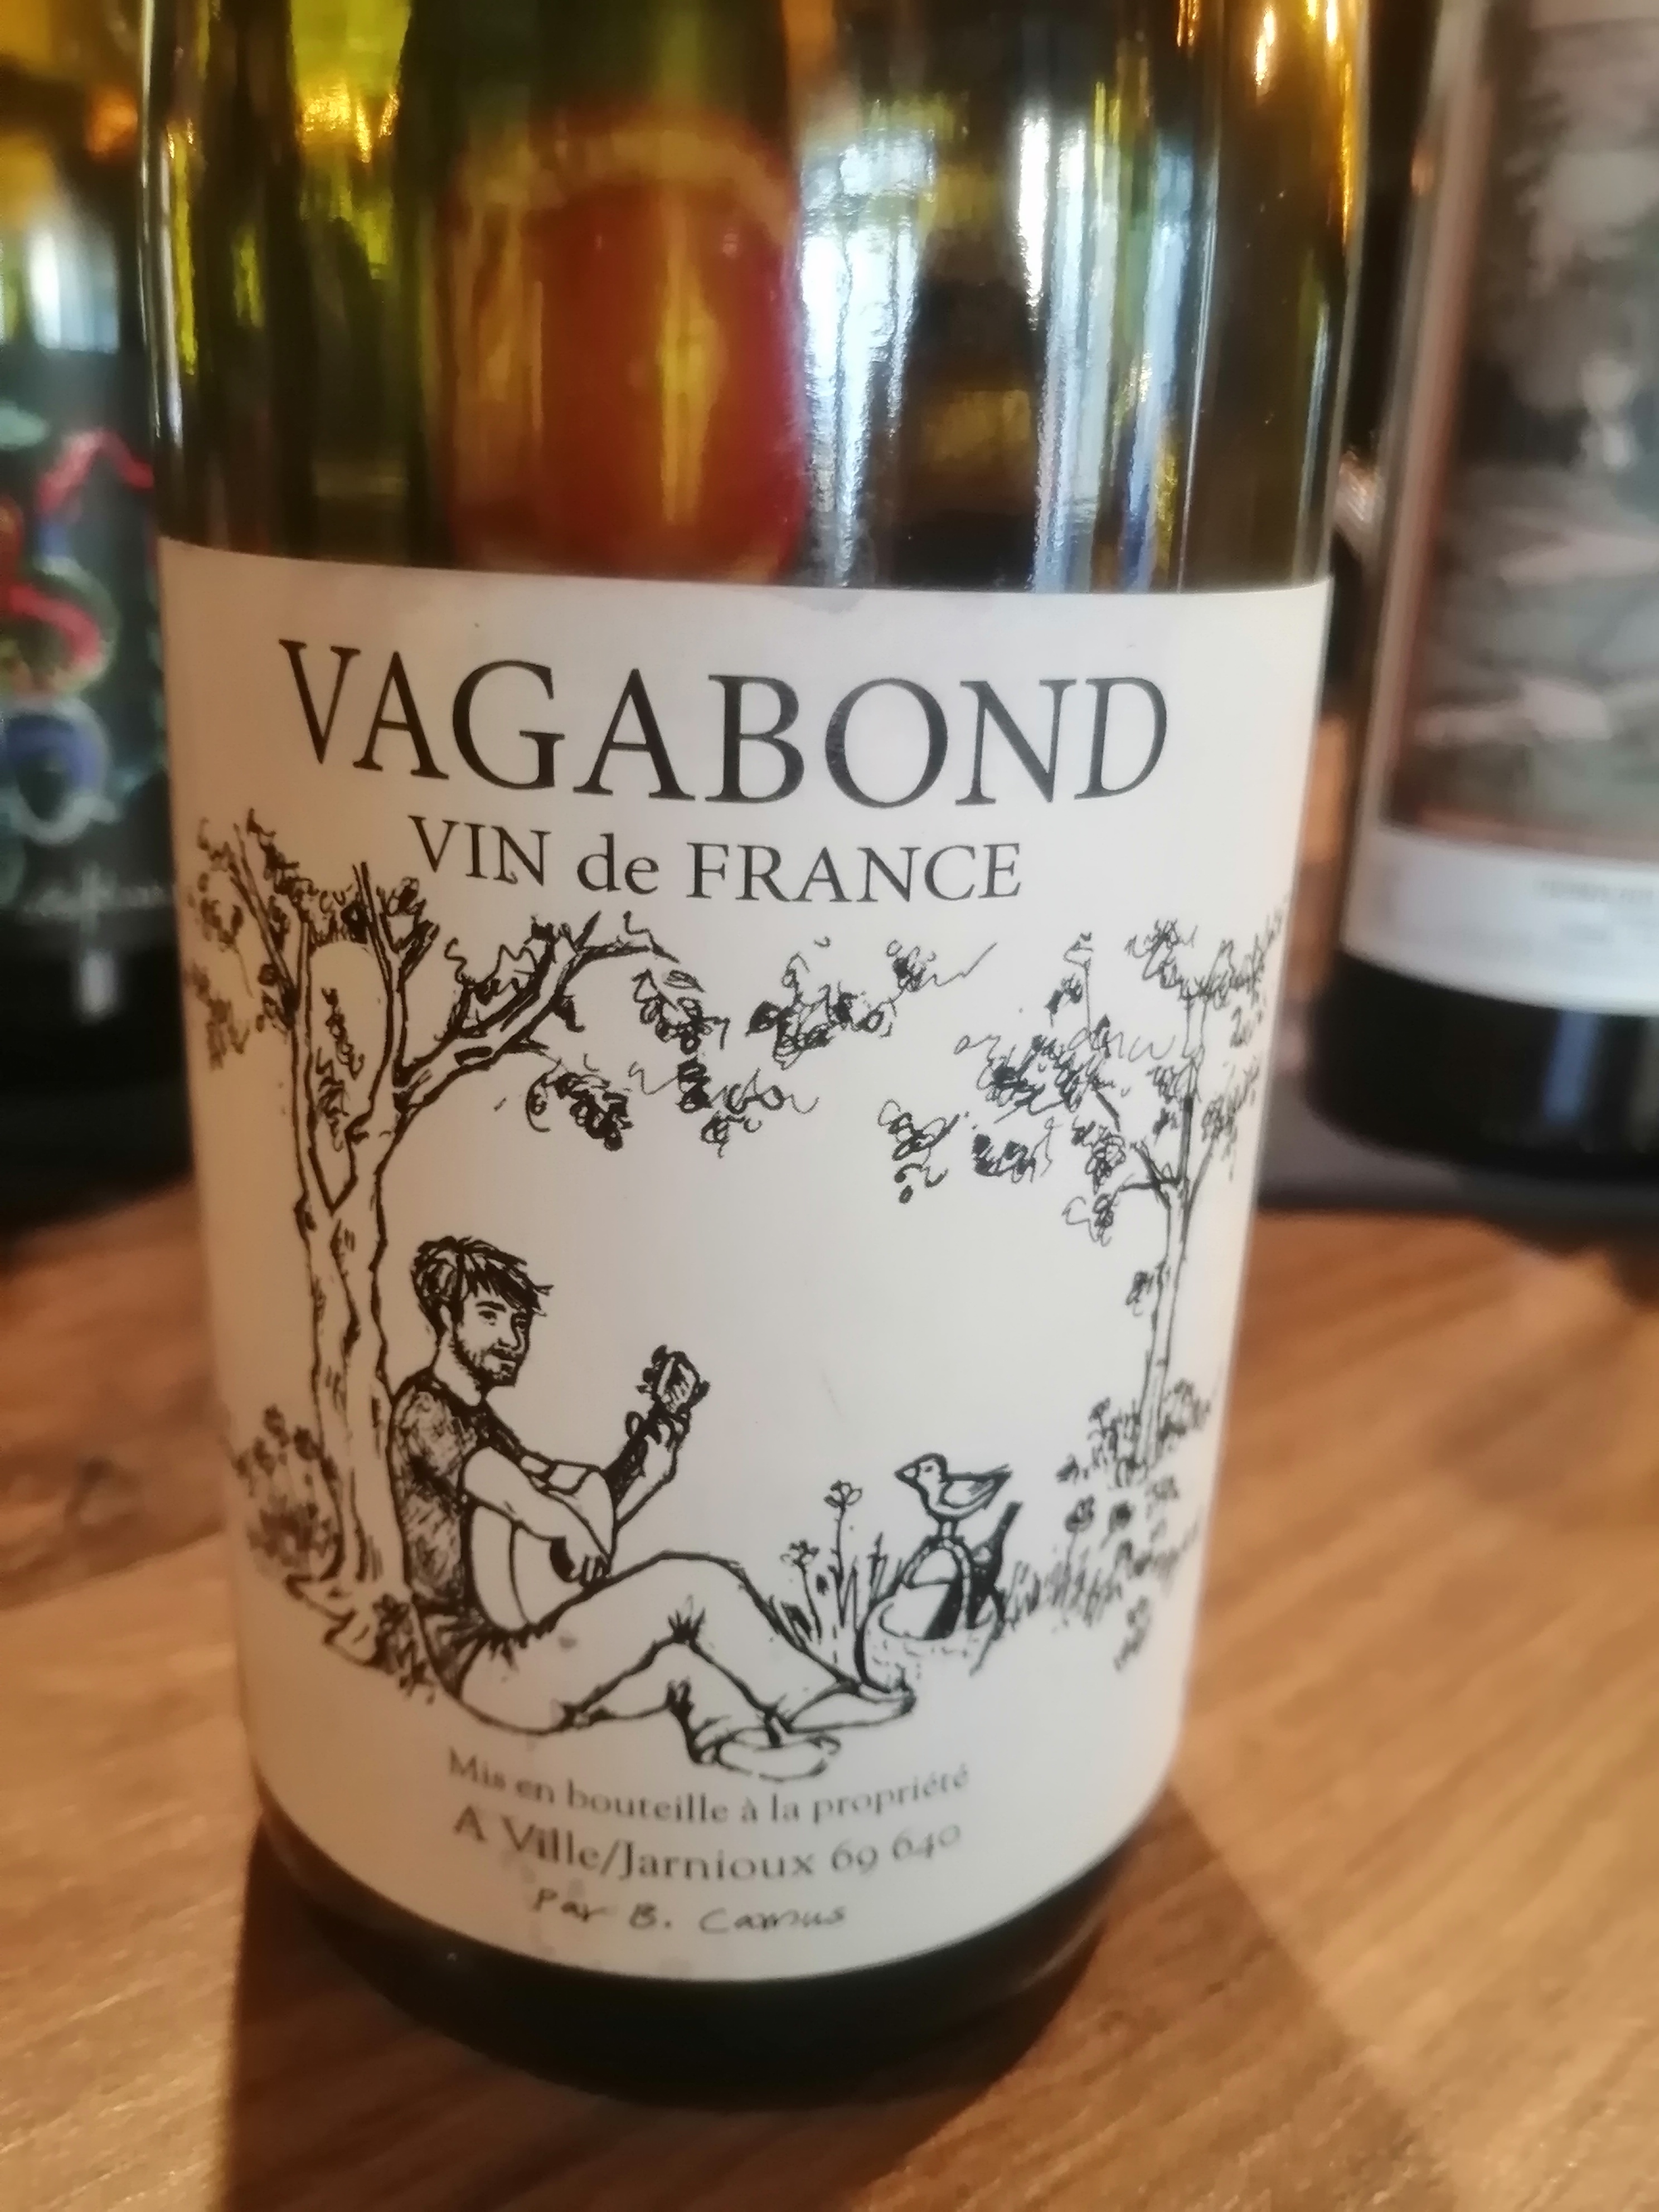 VAGABOND
VIN de FRANCE
Mis en bouteille à la propriété
A Ville/Jarnioux 69 640
Par B. Camus